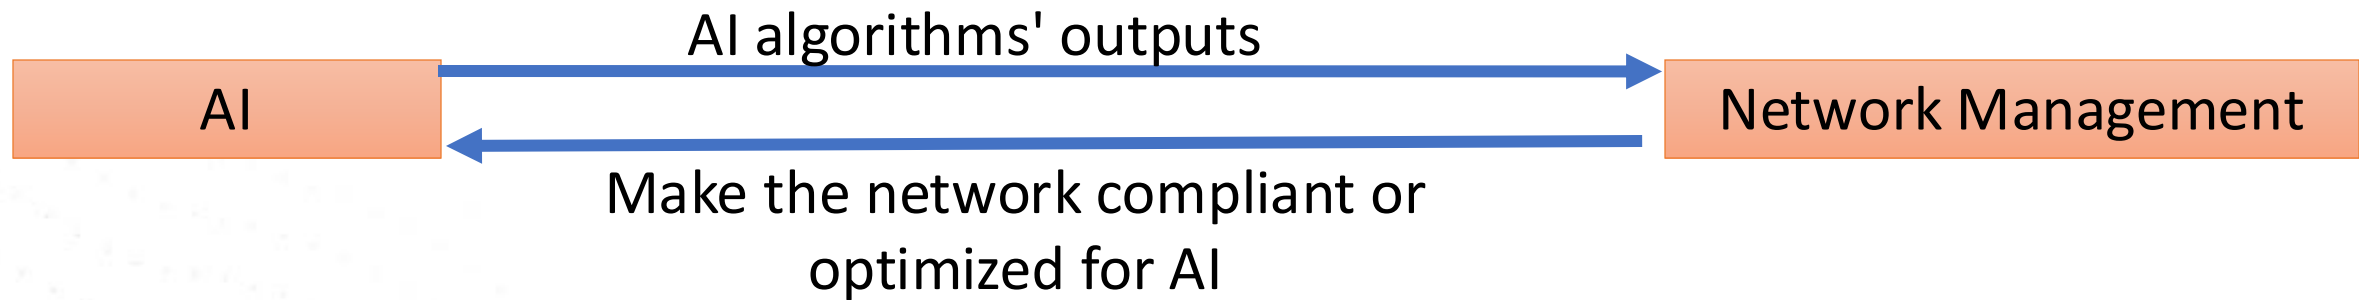 AI algorithms' outputs
AI
Network Management
Make the network compliant or
optimized for AI